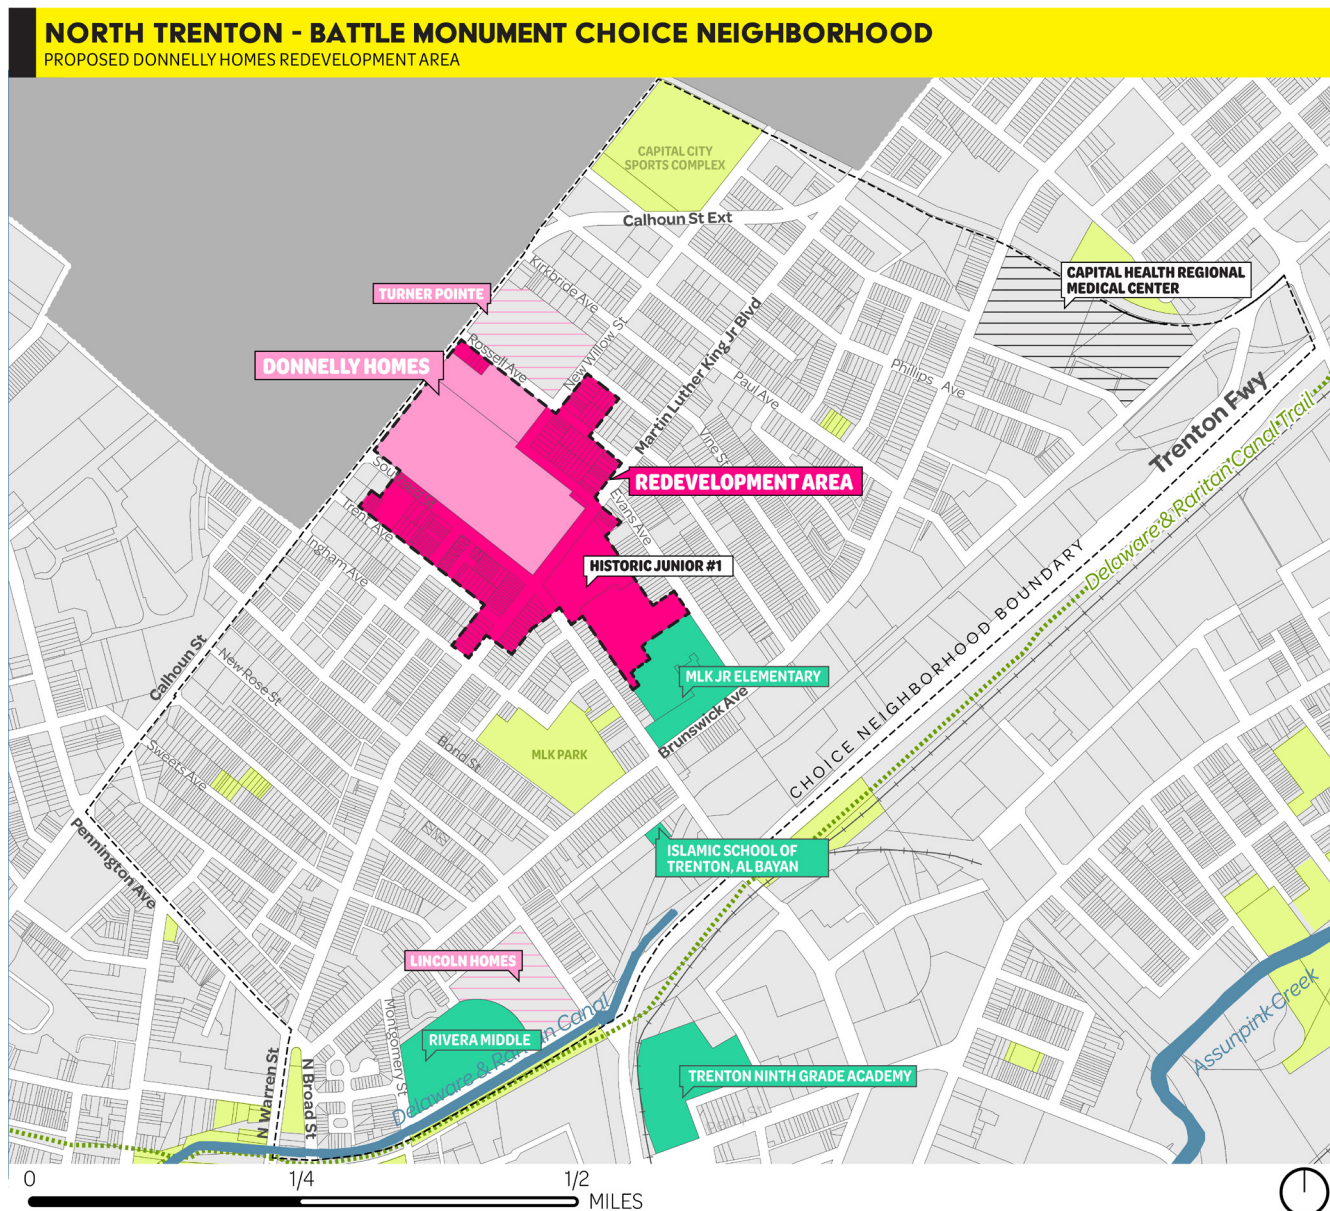 NORTH TRENTON - BATTLE MONUMENT CHOICE NEIGHBORHOOD
PROPOSED DONNELLY HOMES REDEVELOPMENT AREA
CAPITAL CITY
SPORTS COMPLEX
Calhoun St Ext
Kirkbride Ave
CAPITAL HEALTH REGIONAL
MEDICAL CENTER
TURNER POINTE
Rossell Ave
New Willow St
Martin Luther King Jr Blvd
DONNELLY HOMES
Paul Ave
Phillips Ave
Trenton Fwy
Delaware & Raritan Canal Trail
Vine St
REDEVELOPMENT AREA
Evans Ave
Trent Ave
Ingham Ave
HISTORIC JUNIOR #1
CHOICE NEIGHBORHOOD BOUNDARY
Calhoun St
New Rose St
MLK JR ELEMENTARY
Brunswick Ave
Bond St
MLK PARK
Sweets Ave
Pennington Ave
ISLAMIC SCHOOL OF
TRENTON, AL BAYAN
LINCOLN HOMES
Montgomery St
RIVERA MIDDLE
Delaware & Raritan Canal
Assunpink Creek
TRENTON NINTH GRADE ACADEMY
N Warren St
N Broad St
0 1/4 1/2
MILES